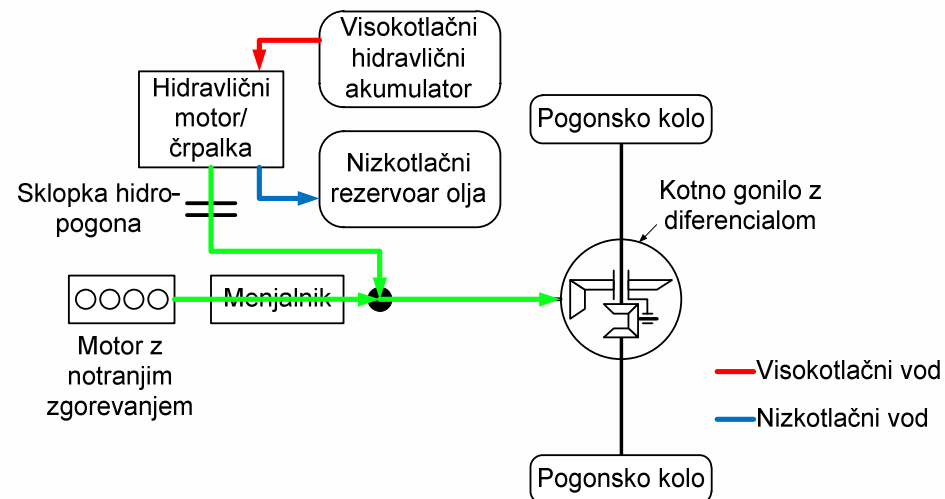 Visokotlačni
hidravlični
akumulator
Hidravlični
motor/
črpalka
Nizkotlačni
rezervoar olja
Sklopka hidro-
pogona
Menjalnik
Motor z
notranjim
zgorevanjem
Pogonsko kolo
Kotno gonilo z
diferencialom
Visokotlačni vod
Nizkotlačni vod
Pogonsko kolo